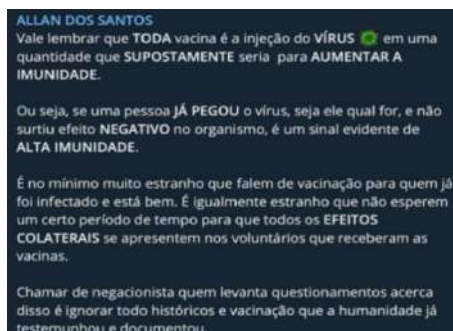 ALLAN DOS SANTOS
Vale lembrar que TODA vacina é a injeção do VÍRUS 🦠 em uma
quantidade que SUPOSTAMENTE seria para AUMENTAR A
IMUNIDADE.
Ou seja, se uma pessoa JÁ PEGOU o vírus, seja ele qual for, e não
surtiu efeito NEGATIVO no organismo, é um sinal evidente de
ALTA IMUNIDADE.
É no mínimo muito estranho que falem de vacinação para quem já
foi infectado e está bem. É igualmente estranho que não esperem
um certo período de tempo para que todos os EFEITOS
COLATERAIS se apresentem nos voluntários que receberam as
vacinas.
Chamar de negacionista quem levanta questionamentos acerca
disso é ignorar todo históricos e vacinação que a humanidade já
testemunhou e documentou.